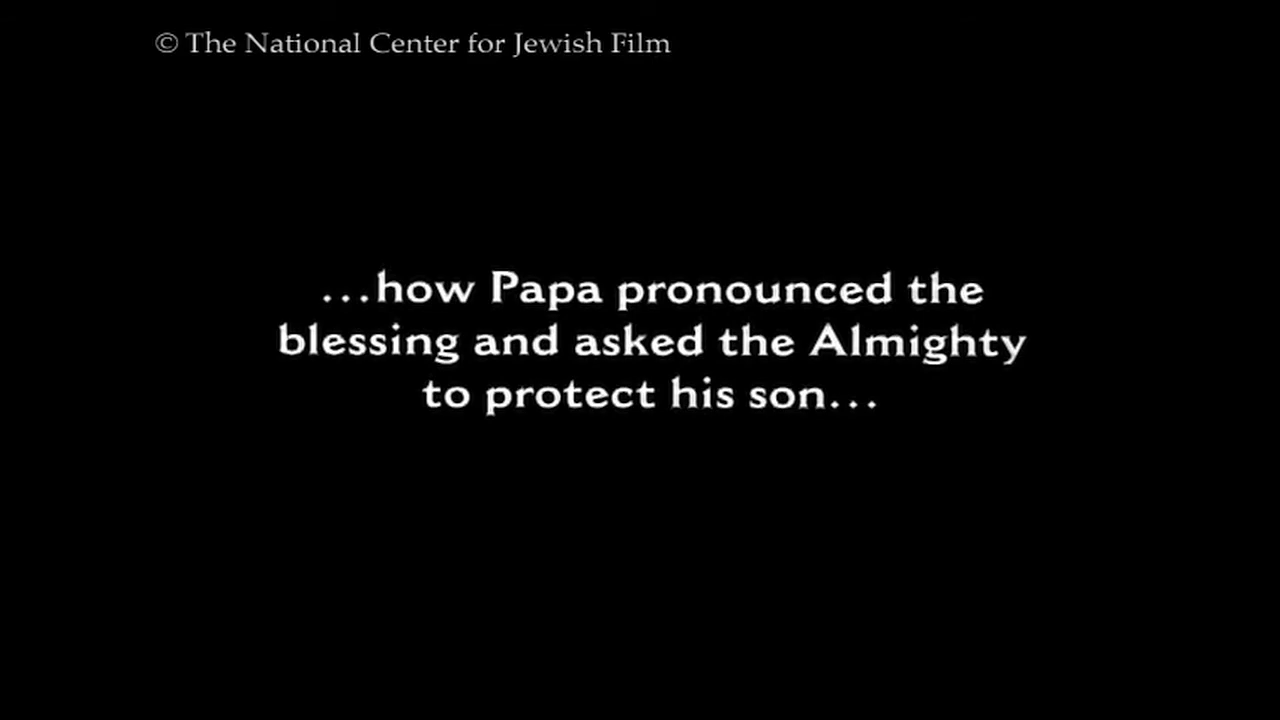 © The National Center for Jewish Film
...how Papa pronounced the
blessing and asked the Almighty
to protect his son...